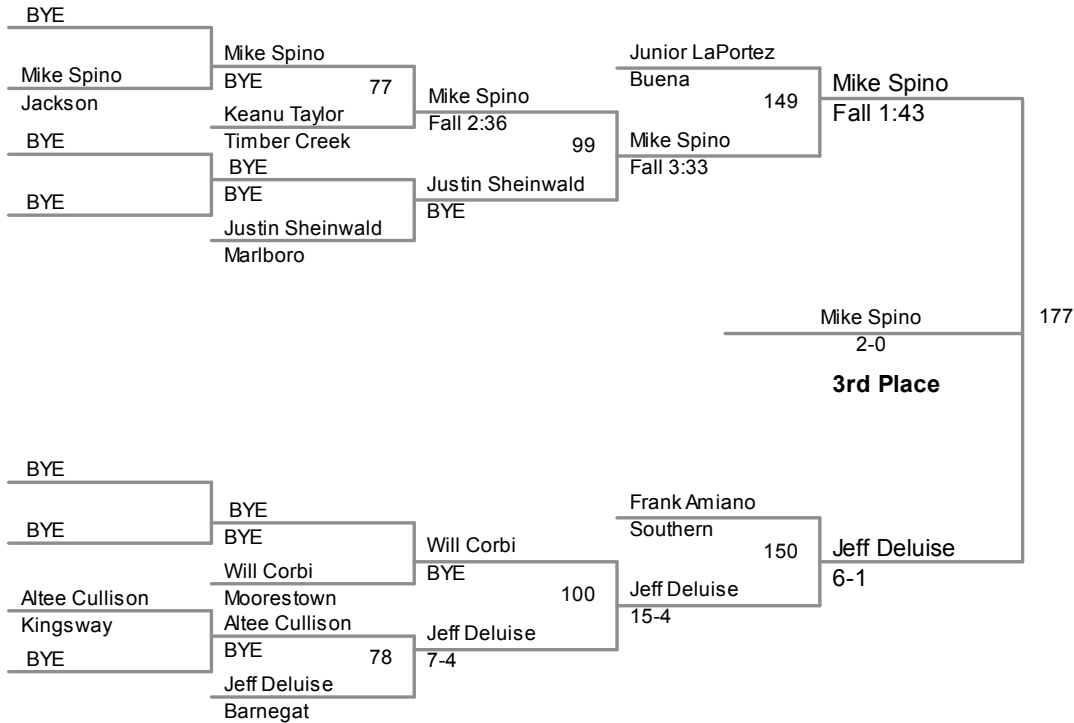 BYE
Mike Spino
Jackson
BYE
BYE
Mike Spino
BYE
77
Keanu Taylor
Timber Creek
BYE
BYE
Justin Sheinwald
Marlboro
Mike Spino
Fall 2:36
99
Justin Sheinwald
BYE
Junior LaPortez
Buena
149
Mike Spino
Fall 3:33
Mike Spino
Fall 1:43
Mike Spino
177
2-0
3rd Place
BYE
BYE
Altee Cullison
Kingsway
BYE
BYE
BYE
Will Corbi
Moorestown
Altee Cullison
BYE
78
Jeff Deluise
Barnegat
Will Corbi
BYE
100
Jeff Deluise
7-4
Frank Amiano
Southern
150
Jeff Deluise
15-4
Jeff Deluise
6-1